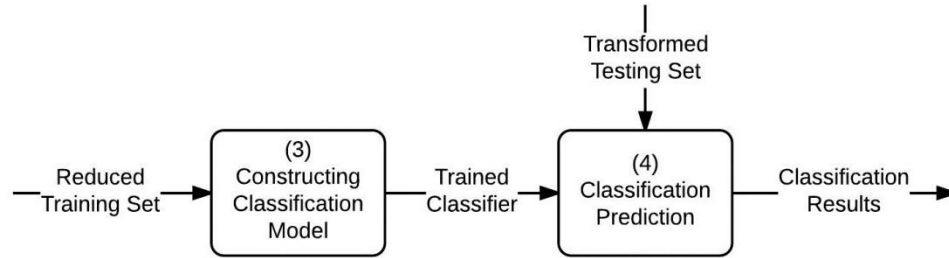 Transformed
Testing Set
Reduced
Training Set
(3)
Constructing
Classification
Model
Trained
Classifier
(4)
Classification
Prediction
Classification
Results